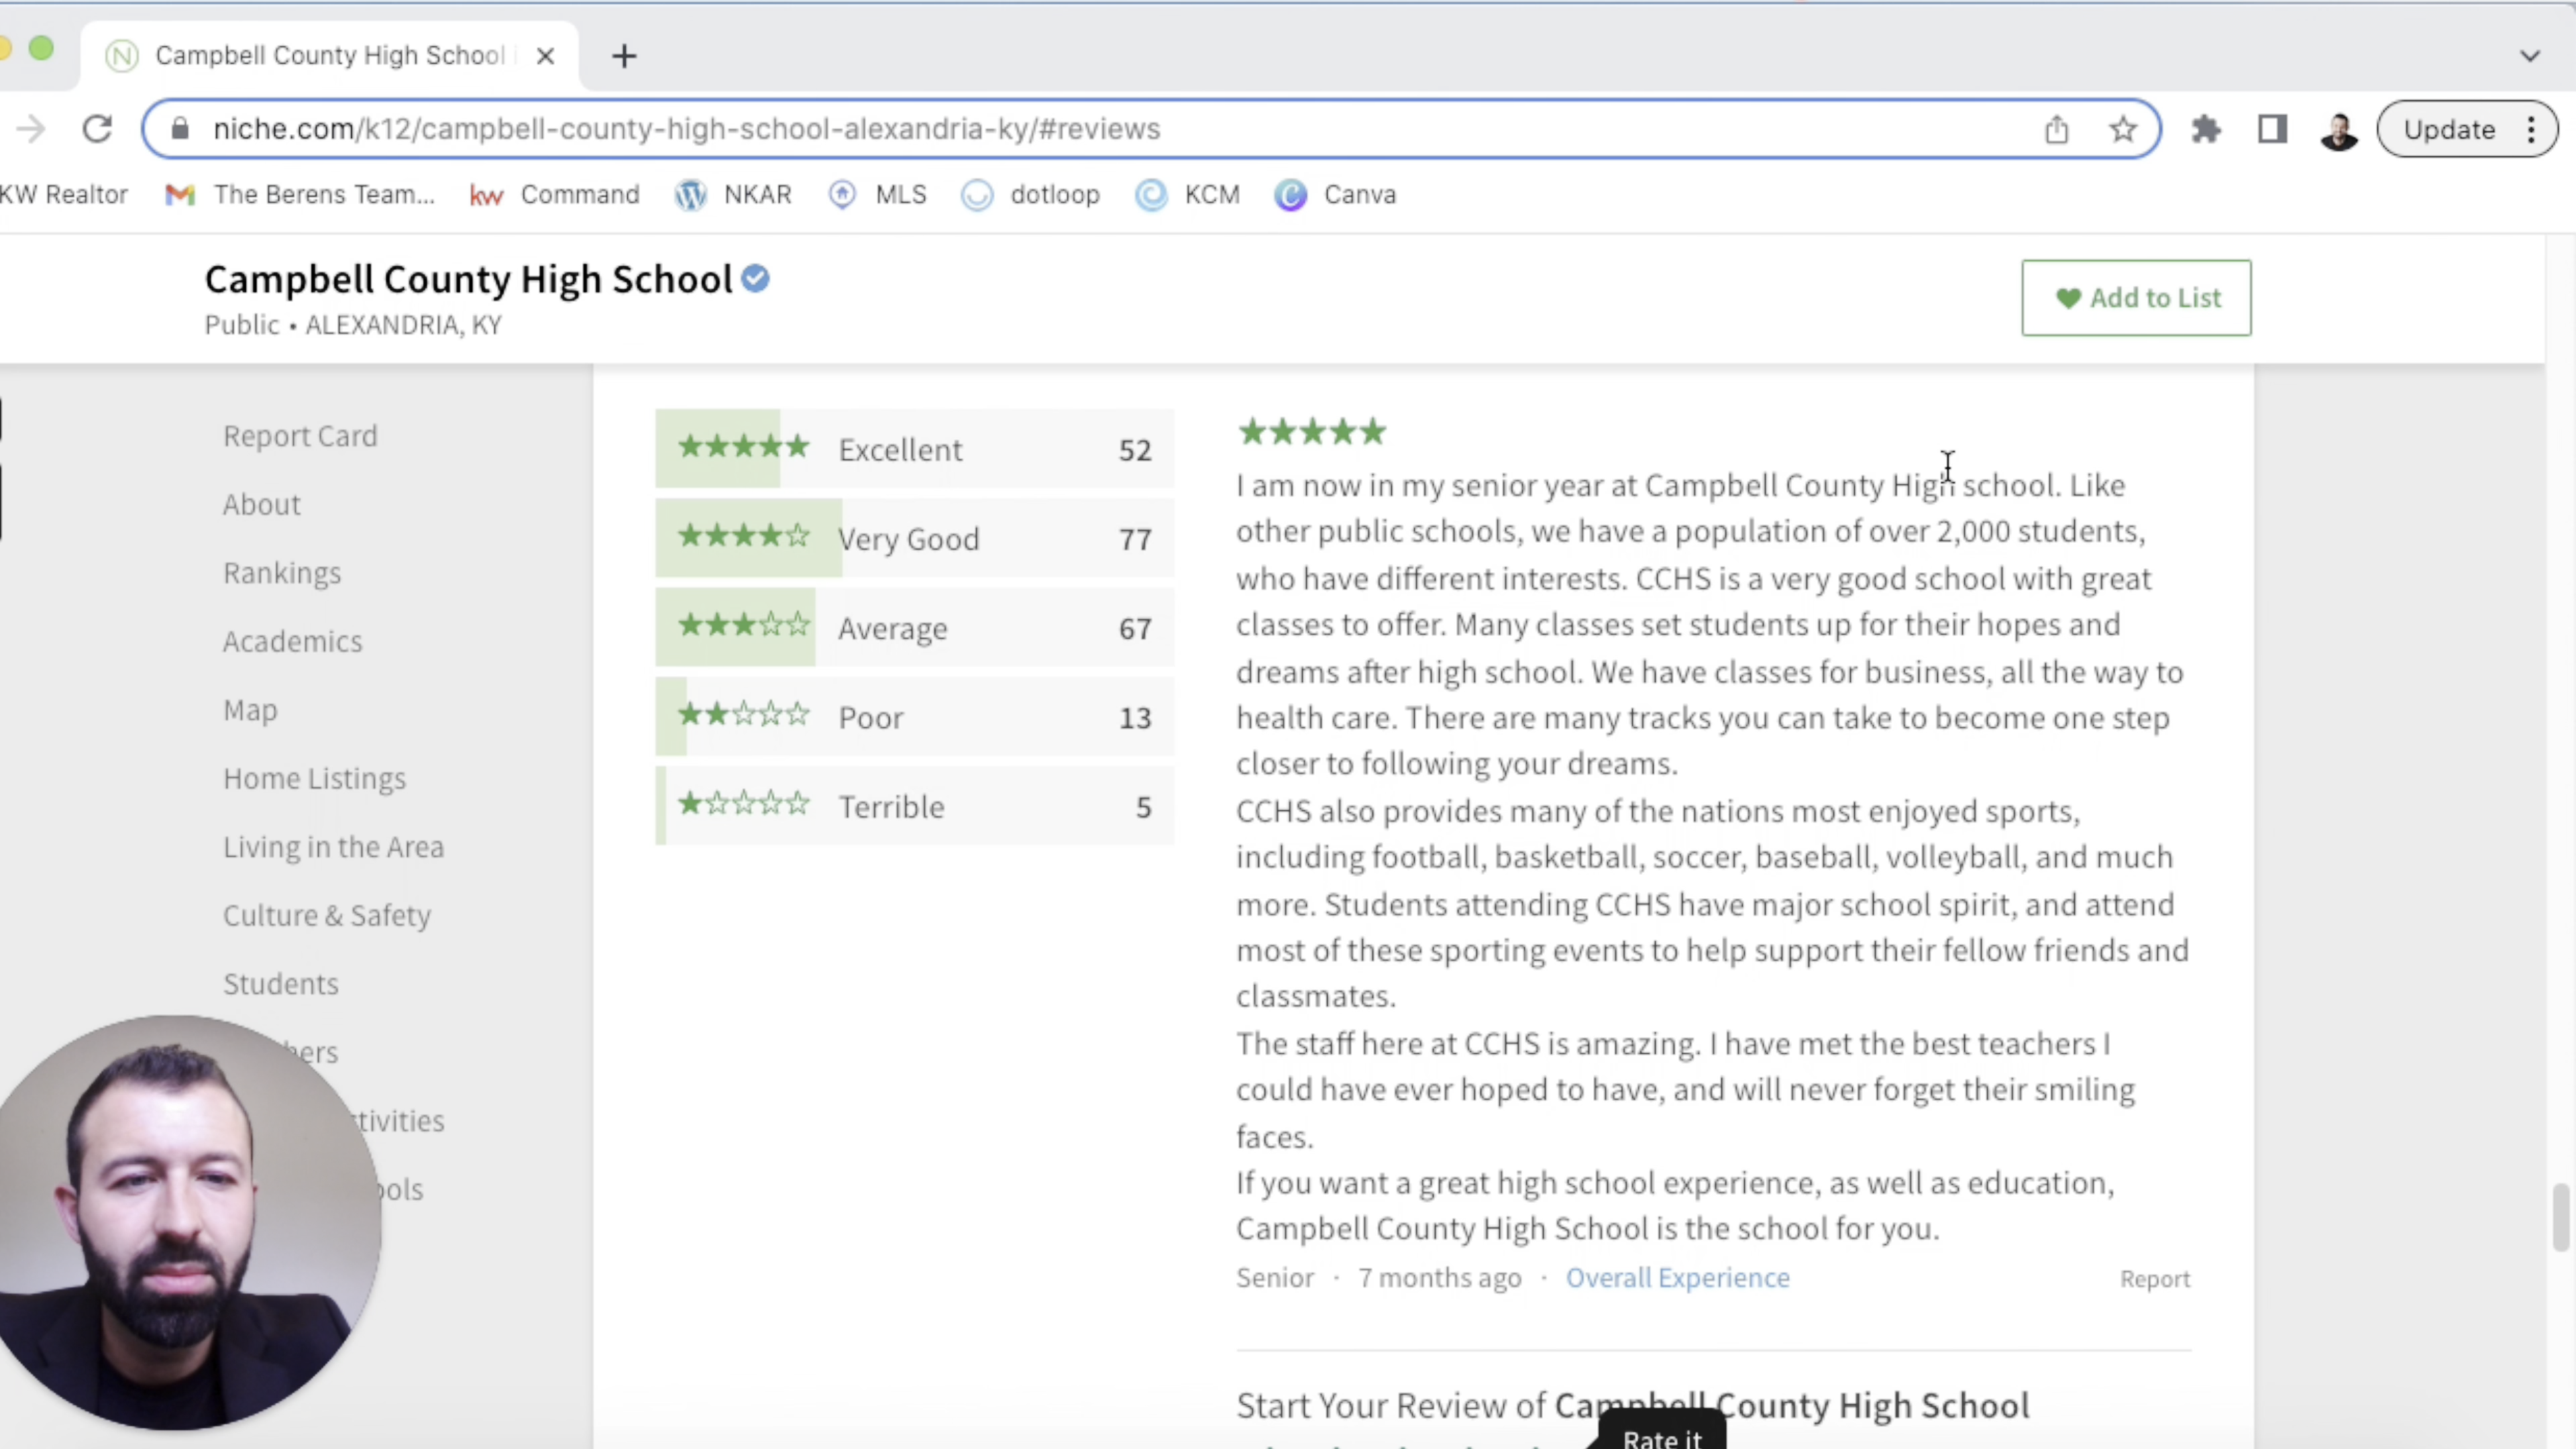 Campbell County High School
niche.com/k12/campbell-county-high-school-alexandria-ky/#reviews
Update
KW Realtor
The Berens Team...
kw Command
NKAR
MLS
dotloop
KCM
Canva
Campbell County High School
Public • ALEXANDRIA, KY
Add to List
Report Card
About
Rankings
Academics
Map
Home Listings
Living in the Area
Culture & Safety
Students
Excellent 52
Very Good 77
Average 67
Poor 13
Terrible 5
I am now in my senior year at Campbell County High school. Like
other public schools, we have a population of over 2,000 students,
who have different interests. CCHS is a very good school with great
classes to offer. Many classes set students up for their hopes and
dreams after high school. We have classes for business, all the way to
health care. There are many tracks you can take to become one step
closer to following your dreams.
CCHS also provides many of the nations most enjoyed sports,
including football, basketball, soccer, baseball, volleyball, and much
more. Students attending CCHS have major school spirit, and attend
most of these sporting events to help support their fellow friends and
classmates.
The staff here at CCHS is amazing. I have met the best teachers I
could have ever hoped to have, and will never forget their smiling
faces.
If you want a great high school experience, as well as education,
Campbell County High School is the school for you.
Senior · 7 months ago · Overall Experience
Report
Start Your Review of Campbell County High School
Rate it